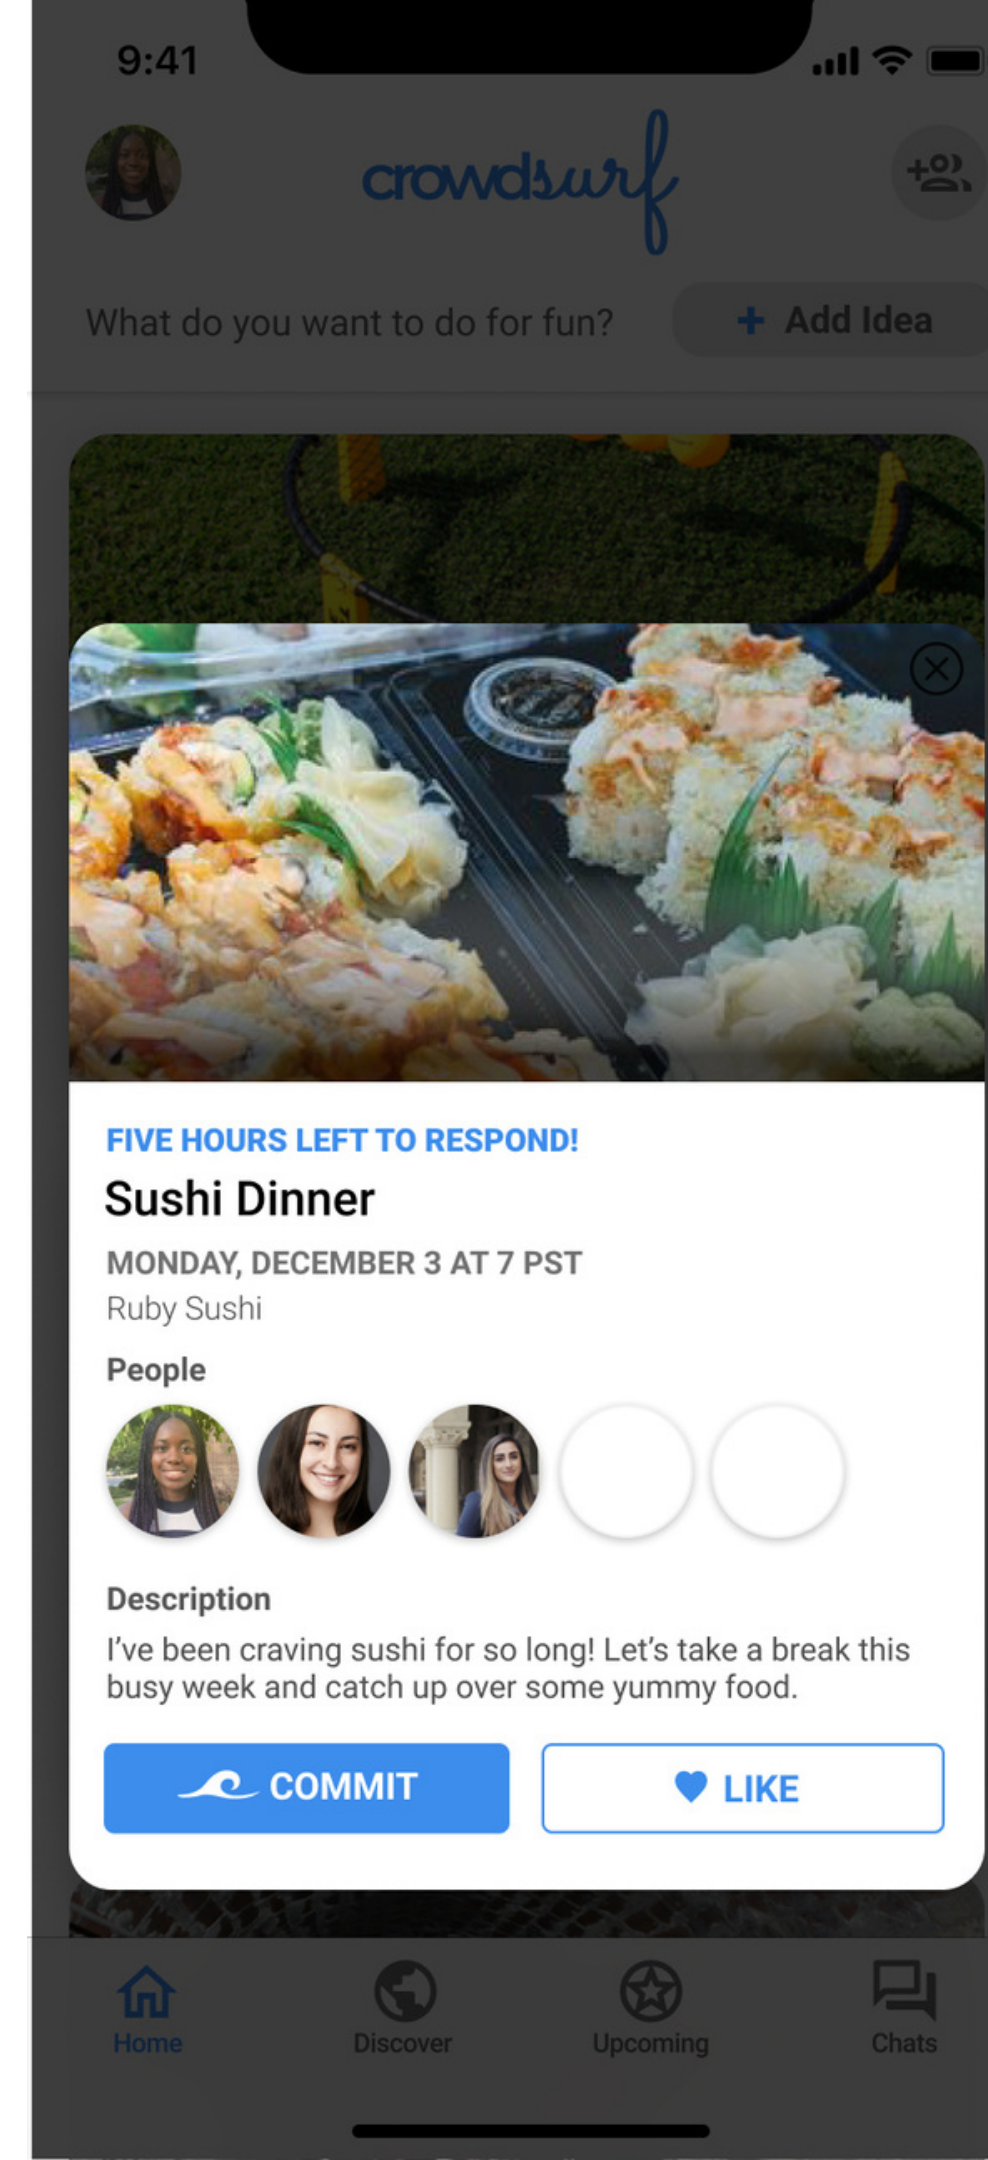 9:41
crowdsurf
What do you want to do for fun?
+ Add Idea
FIVE HOURS LEFT TO RESPOND!
Sushi Dinner
MONDAY, DECEMBER 3 AT 7 PST
Ruby Sushi
People
Description
I've been craving sushi for so long! Let's take a break this
busy week and catch up over some yummy food.
COMMIT
LIKE
Home
Discover
Upcoming
Chats